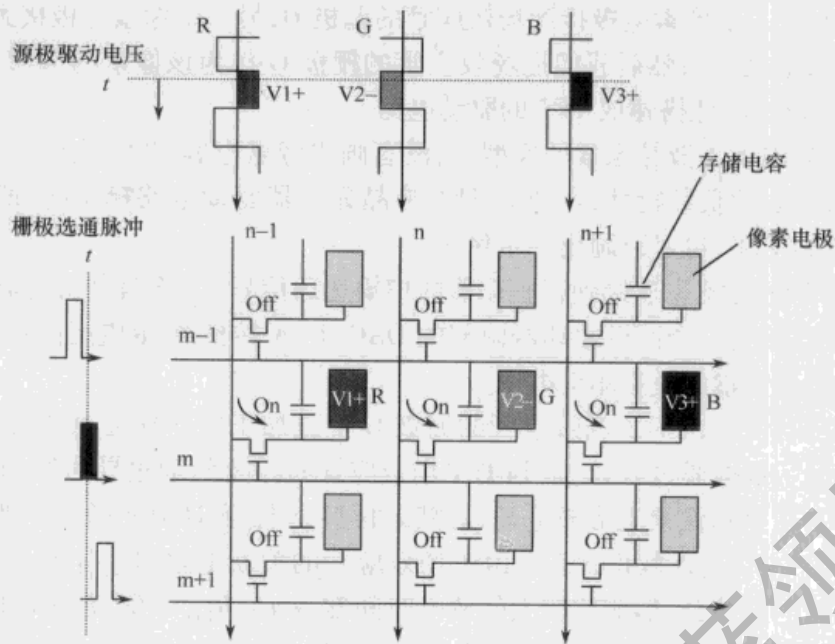 R
G
B
源极驱动电压
t
V1+
V2−
V3+
存储电容
栅极选通脉冲
t
n−1
n
n+1
像素电极
Off
Off
Off
m−1
On
V1+
R
On
V2−
G
On
V3+
B
m
Off
Off
Off
m+1